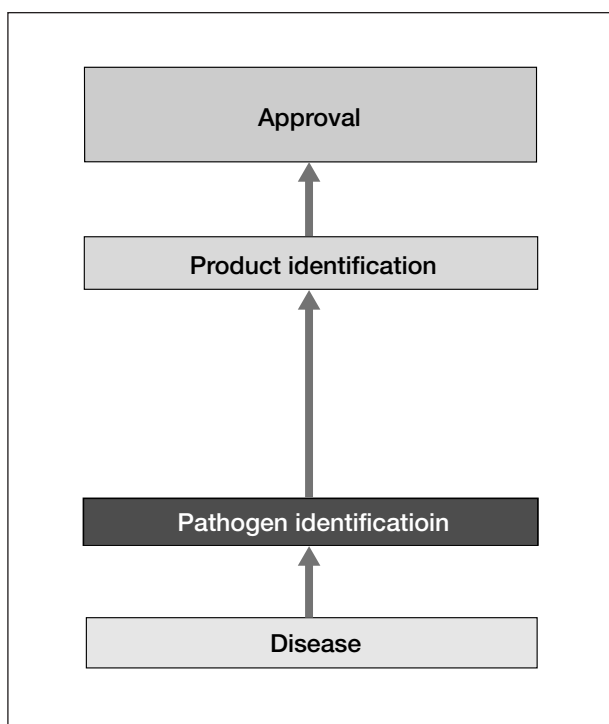 Approval
Product identification
Pathogen identificatioin
Disease